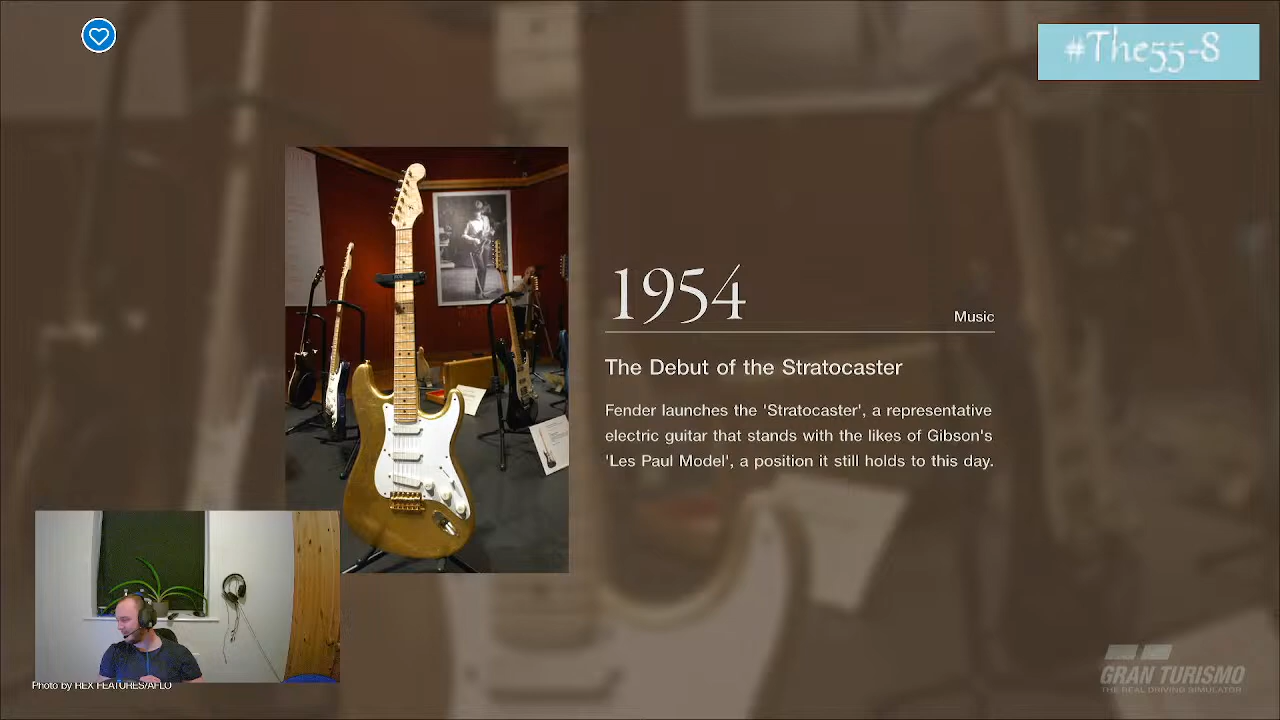 #The55-8
1954
Music
The Debut of the Stratocaster
Fender launches the 'Stratocaster', a representative
electric guitar that stands with the likes of Gibson's
'Les Paul Model', a position it still holds to this day.
Photo by REX FEATURES/AFLO
GRAN TURISMO
THE REAL DRIVING SIMULATOR